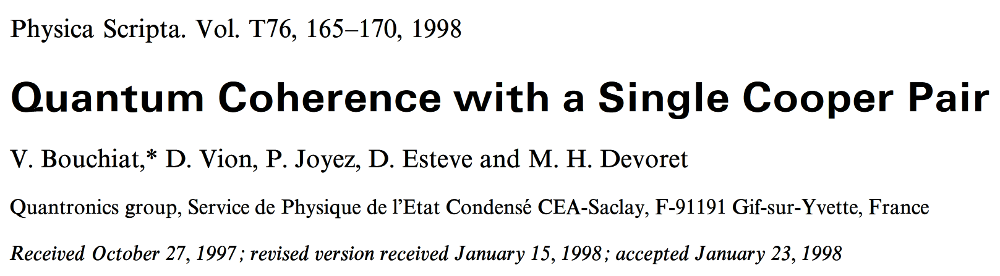 Physica Scripta. Vol. T76, 165–170, 1998
Quantum Coherence with a Single Cooper Pair
V. Bouchiat,* D. Vion, P. Joyez, D. Esteve and M. H. Devoret
Quantronics group, Service de Physique de l’Etat Condensé CEA-Saclay, F-91191 Gif-sur-Yvette, France
Received October 27, 1997; revised version received January 15, 1998; accepted January 23, 1998